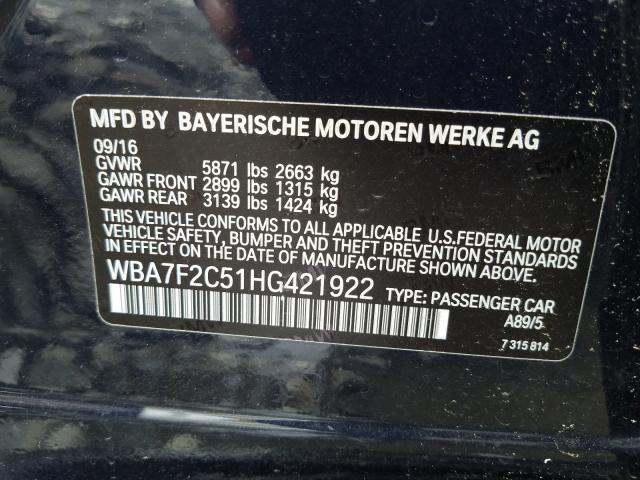 MFD BY BAYERISCHE MOTOREN WERKE AG
09/16
GVWR 5871 lbs 2663 kg
GAWR FRONT 2899 lbs 1315 kg
GAWR REAR 3139 lbs 1424 kg
THIS VEHICLE CONFORMS TO ALL APPLICABLE U.S.FEDERAL MOTOR
VEHICLE SAFETY, BUMPER AND THEFT PREVENTION STANDARDS
IN EFFECT ON THE DATE OF MANUFACTURE SHOWN ABOVE.
WBA7F2C51HG421922 TYPE: PASSENGER CAR
A89/5
7 315 814